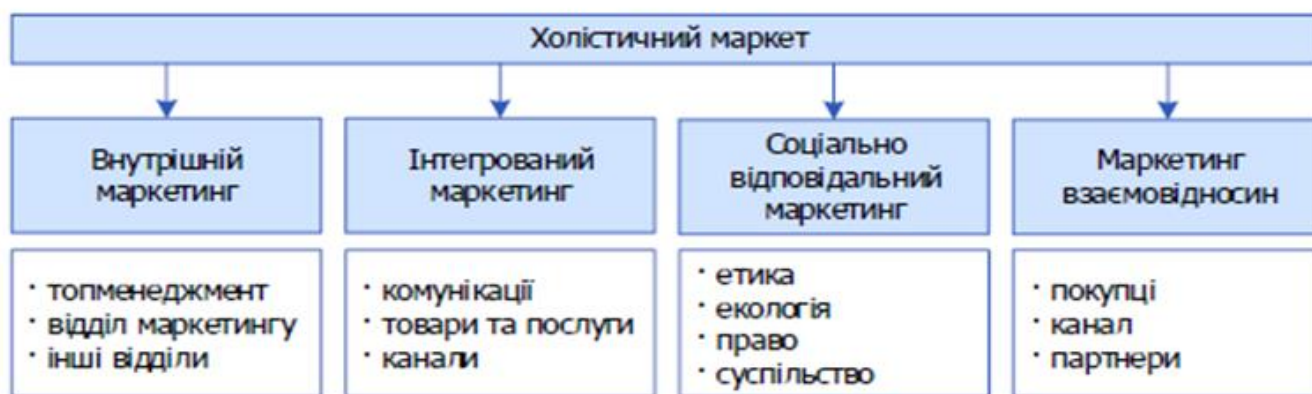 Холістичний маркет
Внутрішній
маркетинг
Інтегрований
маркетинг
Соціально
відповідальний
маркетинг
Маркетинг
взаємовідносин
· топменеджмент
· відділ маркетингу
· інші відділи
· комунікації
· товари та послуги
· канали
· етика
· екологія
· право
· суспільство
· покупці
· канал
· партнери